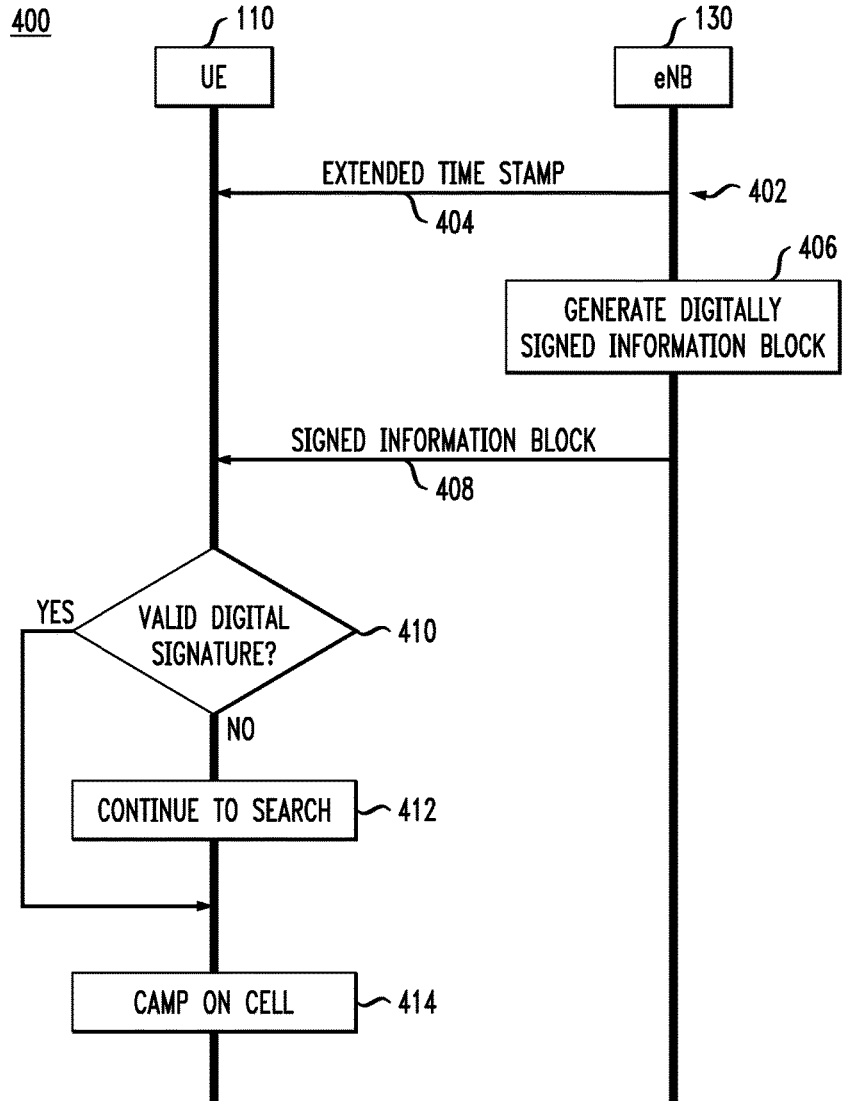 400
110
130
UE
eNB
EXTENDED TIME STAMP
402
404
406
GENERATE DIGITALLY
SIGNED INFORMATION BLOCK
SIGNED INFORMATION BLOCK
408
YES
VALID DIGITAL
SIGNATURE?
410
NO
CONTINUE TO SEARCH
412
CAMP ON CELL
414